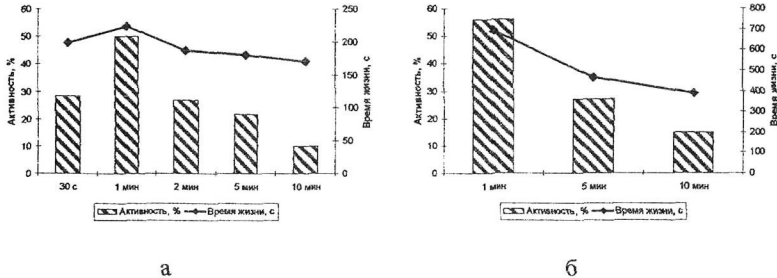 60
50
40
30
20
10
0
Активность, %
250
200
150
100
50
0
Время жизни, с
30 с 1 мин 2 мин 5 мин 10 мин
Активность, % Время жизни, с
а
60
50
40
30
20
10
0
Активность, %
800
700
600
500
400
300
200
100
0
Время жизни, с
1 мин 5 мин 10 мин
Активность, % Время жизни, с
б